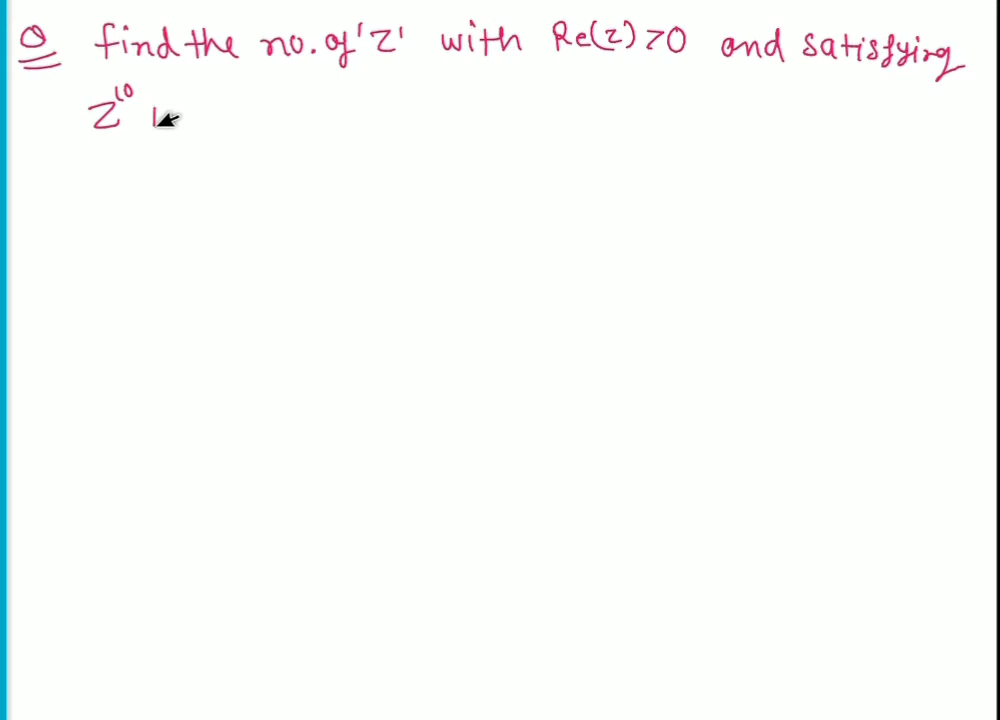 Q find the no. of 'Z' with Re(z) >0 and satisfying
Z^10